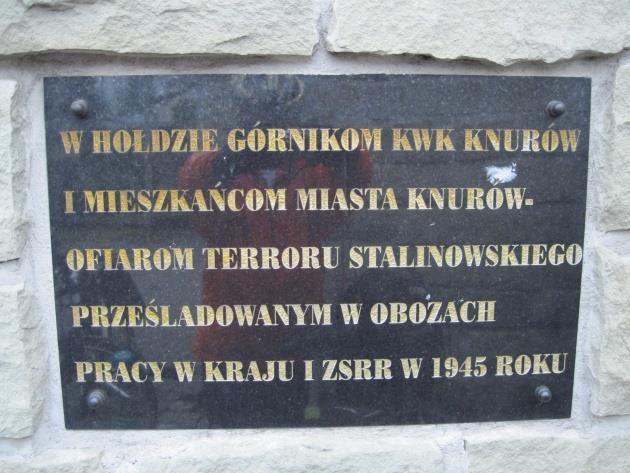 W HOŁDZIE GÓRNIKOM KWK KNURÓW
I MIESZKAŃCOM MIASTA KNURÓW-
OFIAROM TERRORU STALINOWSKIEGO
PRZEŚLADOWANYM W OBOZACH
PRACY W KRAJU I ZSRR W 1945 ROKU